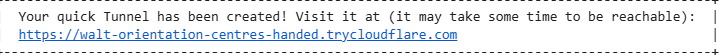 Your quick Tunnel has been created! Visit it at (it may take some time to be reachable):
https://walt-orientation-centres-handed.trycloudflare.com